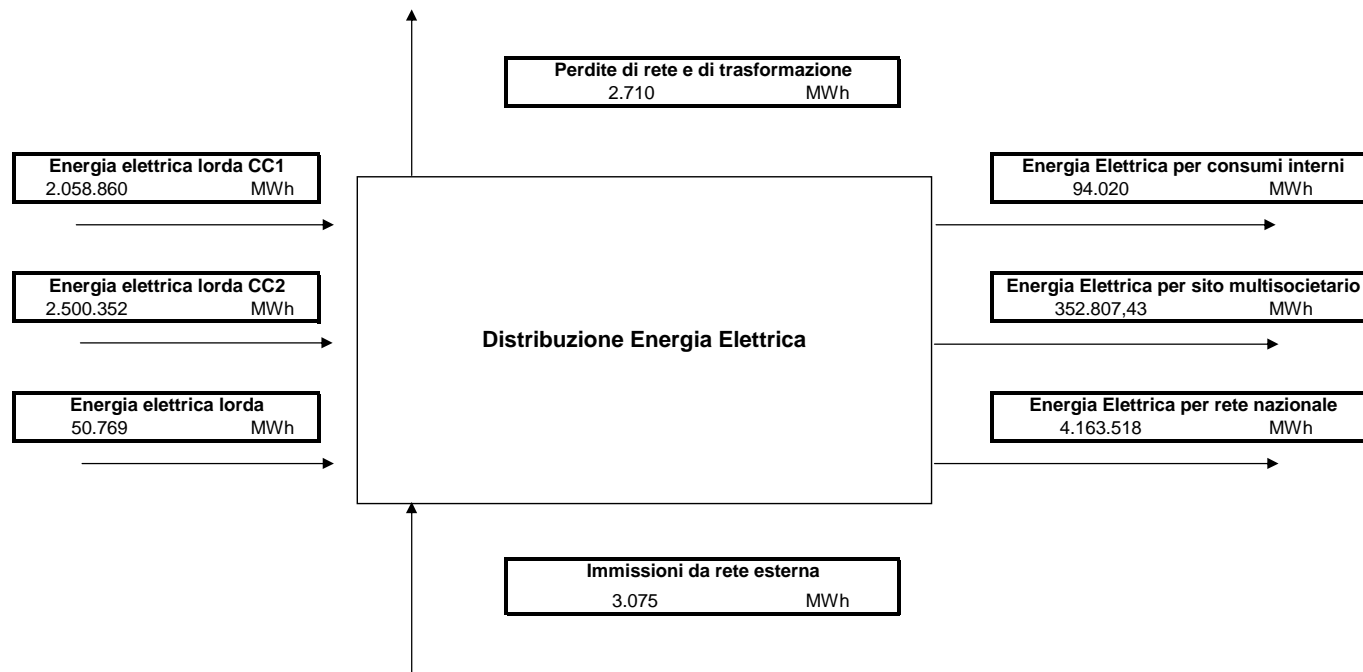 Perdite di rete e di trasformazione
2.710 MWh
Energia elettrica lorda CC1
2.058.860 MWh
Energia Elettrica per consumi interni
94.020 MWh
Energia elettrica lorda CC2
2.500.352 MWh
Energia Elettrica per sito multisocietario
352.807,43 MWh
Distribuzione Energia Elettrica
Energia elettrica lorda
50.769 MWh
Energia Elettrica per rete nazionale
4.163.518 MWh
Immissioni da rete esterna
3.075 MWh